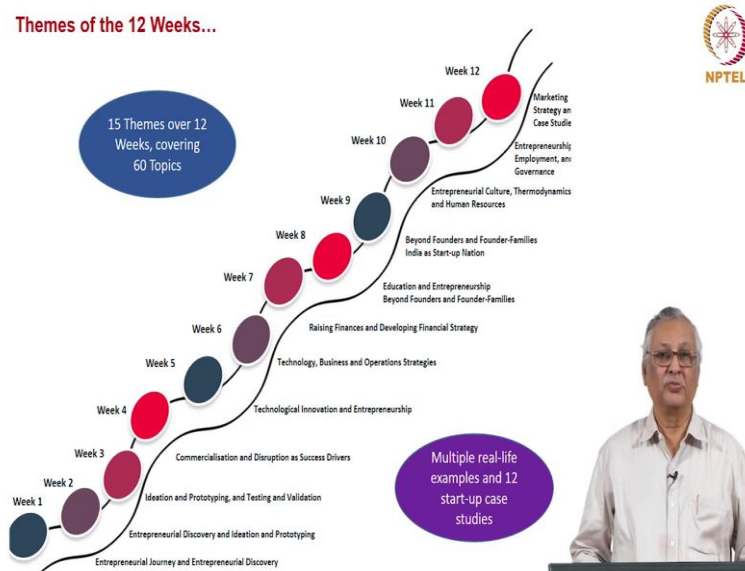 Themes of the 12 Weeks...
NPTEL
15 Themes over 12
Weeks, covering
60 Topics
Week 12
Marketing
Strategy an
Case Studie
Week 11
Entrepreneurship
Employment, and
Governance
Week 10
Entrepreneurial Culture, Thermodynamics
and Human Resources
Week 9
Beyond Founders and Founder-Families
India as Start-up Nation
Week 8
Education and Entrepreneurship
Beyond Founders and Founder-Families
Week 7
Raising Finances and Developing Financial Strategy
Week 6
Technology, Business and Operations Strategies
Week 5
Technological Innovation and Entrepreneurship
Week 4
Commercialisation and Disruption as Success Drivers
Week 3
Ideation and Prototyping, and Testing and Validation
Week 2
Entrepreneurial Discovery and Ideation and Prototyping
Week 1
Entrepreneurial Journey and Entrepreneurial Discovery
Multiple real-life
examples and 12
start-up case
studies